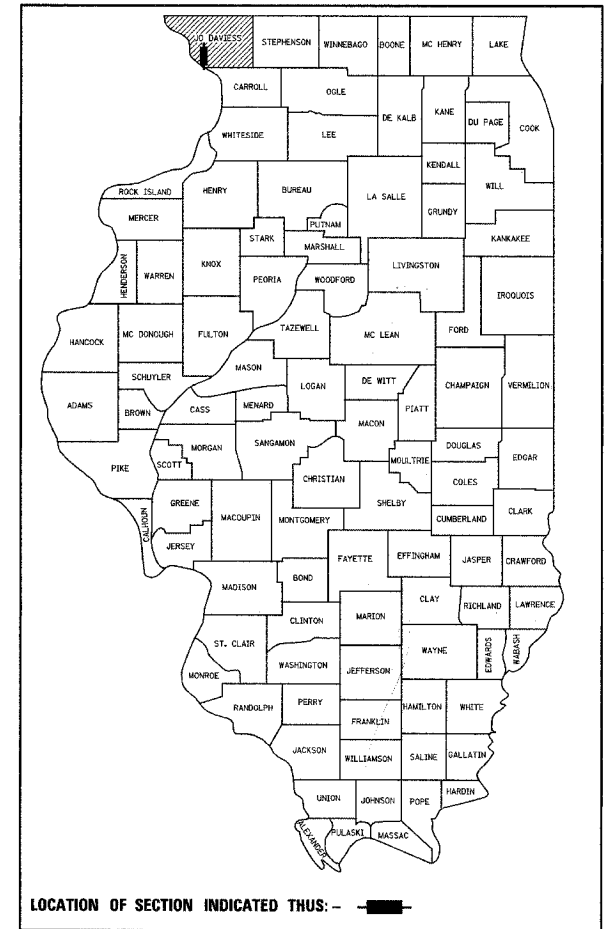 JO DAVIESS
STEPHENSON
WINNEBAGO
BOONE
MC HENRY
LAKE
CARROLL
OGLE
DE KALB
KANE
DU PAGE
COOK
WHITESIDE
LEE
KENDALL
WILL
ROCK ISLAND
HENRY
BUREAU
LA SALLE
GRUNDY
MERCER
PUTNAM
STARK
MARSHALL
KANKAKEE
HENDERSON
WARREN
KNOX
PEORIA
WOODFORD
LIVINGSTON
IROQUOIS
HANCOCK
MC DONOUGH
FULTON
TAZEWELL
MC LEAN
FORD
MASON
SCHUYLER
LOGAN
DE WITT
CHAMPAIGN
VERMILION
ADAMS
BROWN
CASS
MENARD
MACON
PIATT
PIKE
SCOTT
MORGAN
SANGAMON
MOULTRIE
DOUGLAS
EDGAR
CHRISTIAN
COLES
CALHOUN
GREENE
MACOUPIN
MONTGOMERY
SHELBY
CUMBERLAND
CLARK
JERSEY
FAYETTE
EFFINGHAM
JASPER
CRAWFORD
MADISON
BOND
CLAY
RICHLAND
LAWRENCE
CLINTON
MARION
ST. CLAIR
WAYNE
EDWARDS
WABASH
MONROE
WASHINGTON
JEFFERSON
RANDOLPH
PERRY
HAMILTON
WHITE
FRANKLIN
JACKSON
WILLIAMSON
SALINE
GALLATIN
UNION
JOHNSON
POPE
HARDIN
ALEXANDER
PULASKI
MASSAC
LOCATION OF SECTION INDICATED THUS: -